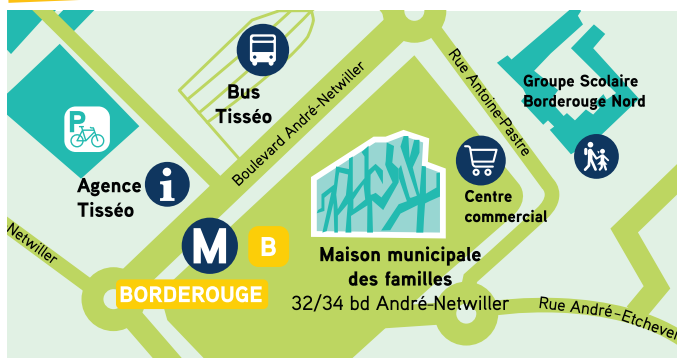 Bus
Tisséo
Boulevard André-Netwiller
Rue Antoine-Pastre
Groupe Scolaire
Borderouge Nord
P
Agence
Tisséo
i
Centre
commercial
Netwiller
M
B
BORDEROUGE
Maison municipale
des familles
32/34 bd André-Netwiller
Rue André-Etchever